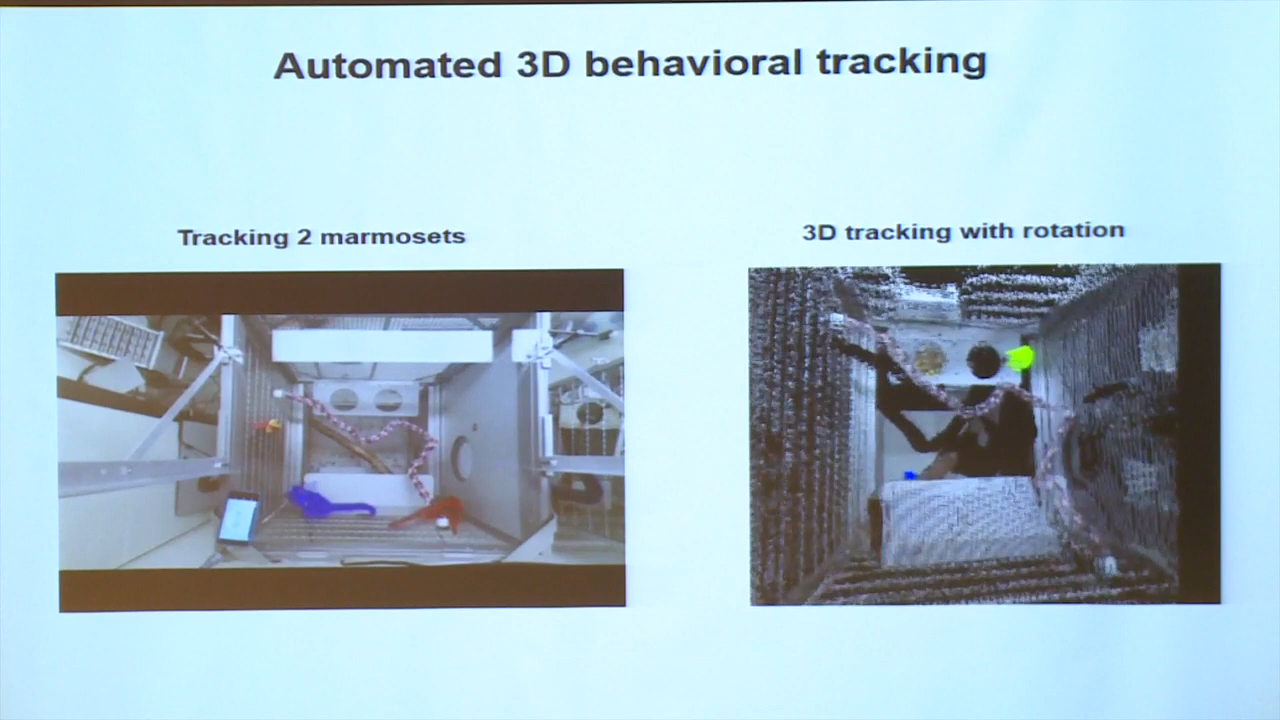 Automated 3D behavioral tracking
Tracking 2 marmosets
3D tracking with rotation